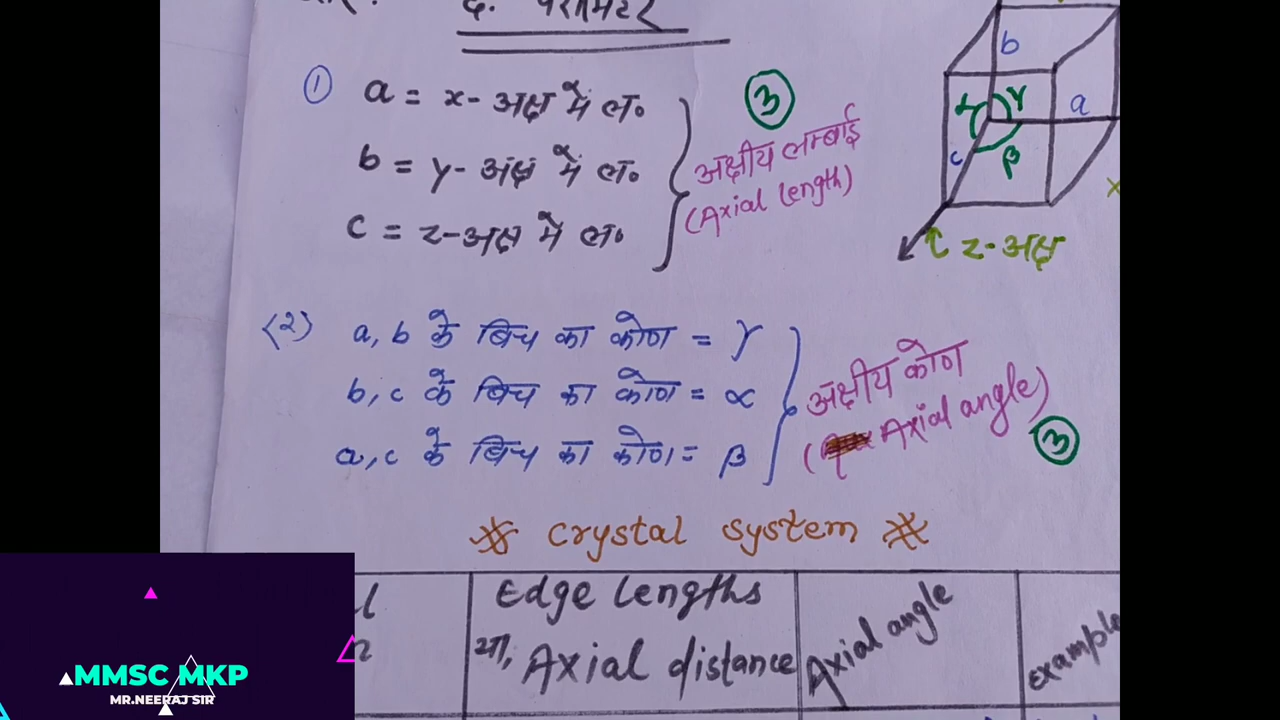 ६. पैरामीटर
① a = x- अक्ष में ल०
b = y- अक्ष में ल०
c = z-अक्ष में ल०
③
अक्षीय लम्बाई
(Axial length)
b
a
c
α
γ
β
z-अक्ष
x
(2) a, b के बिच का कोण = γ
b, c के बिच का कोण = α
a, c के बिच का कोण = β
अक्षीय कोण
(Axial angle)
③
※ Crystal system ※
Edge lengths
या, Axial distance
Axial angle
example
MMSC MKP
MR.NEERAJ SIR